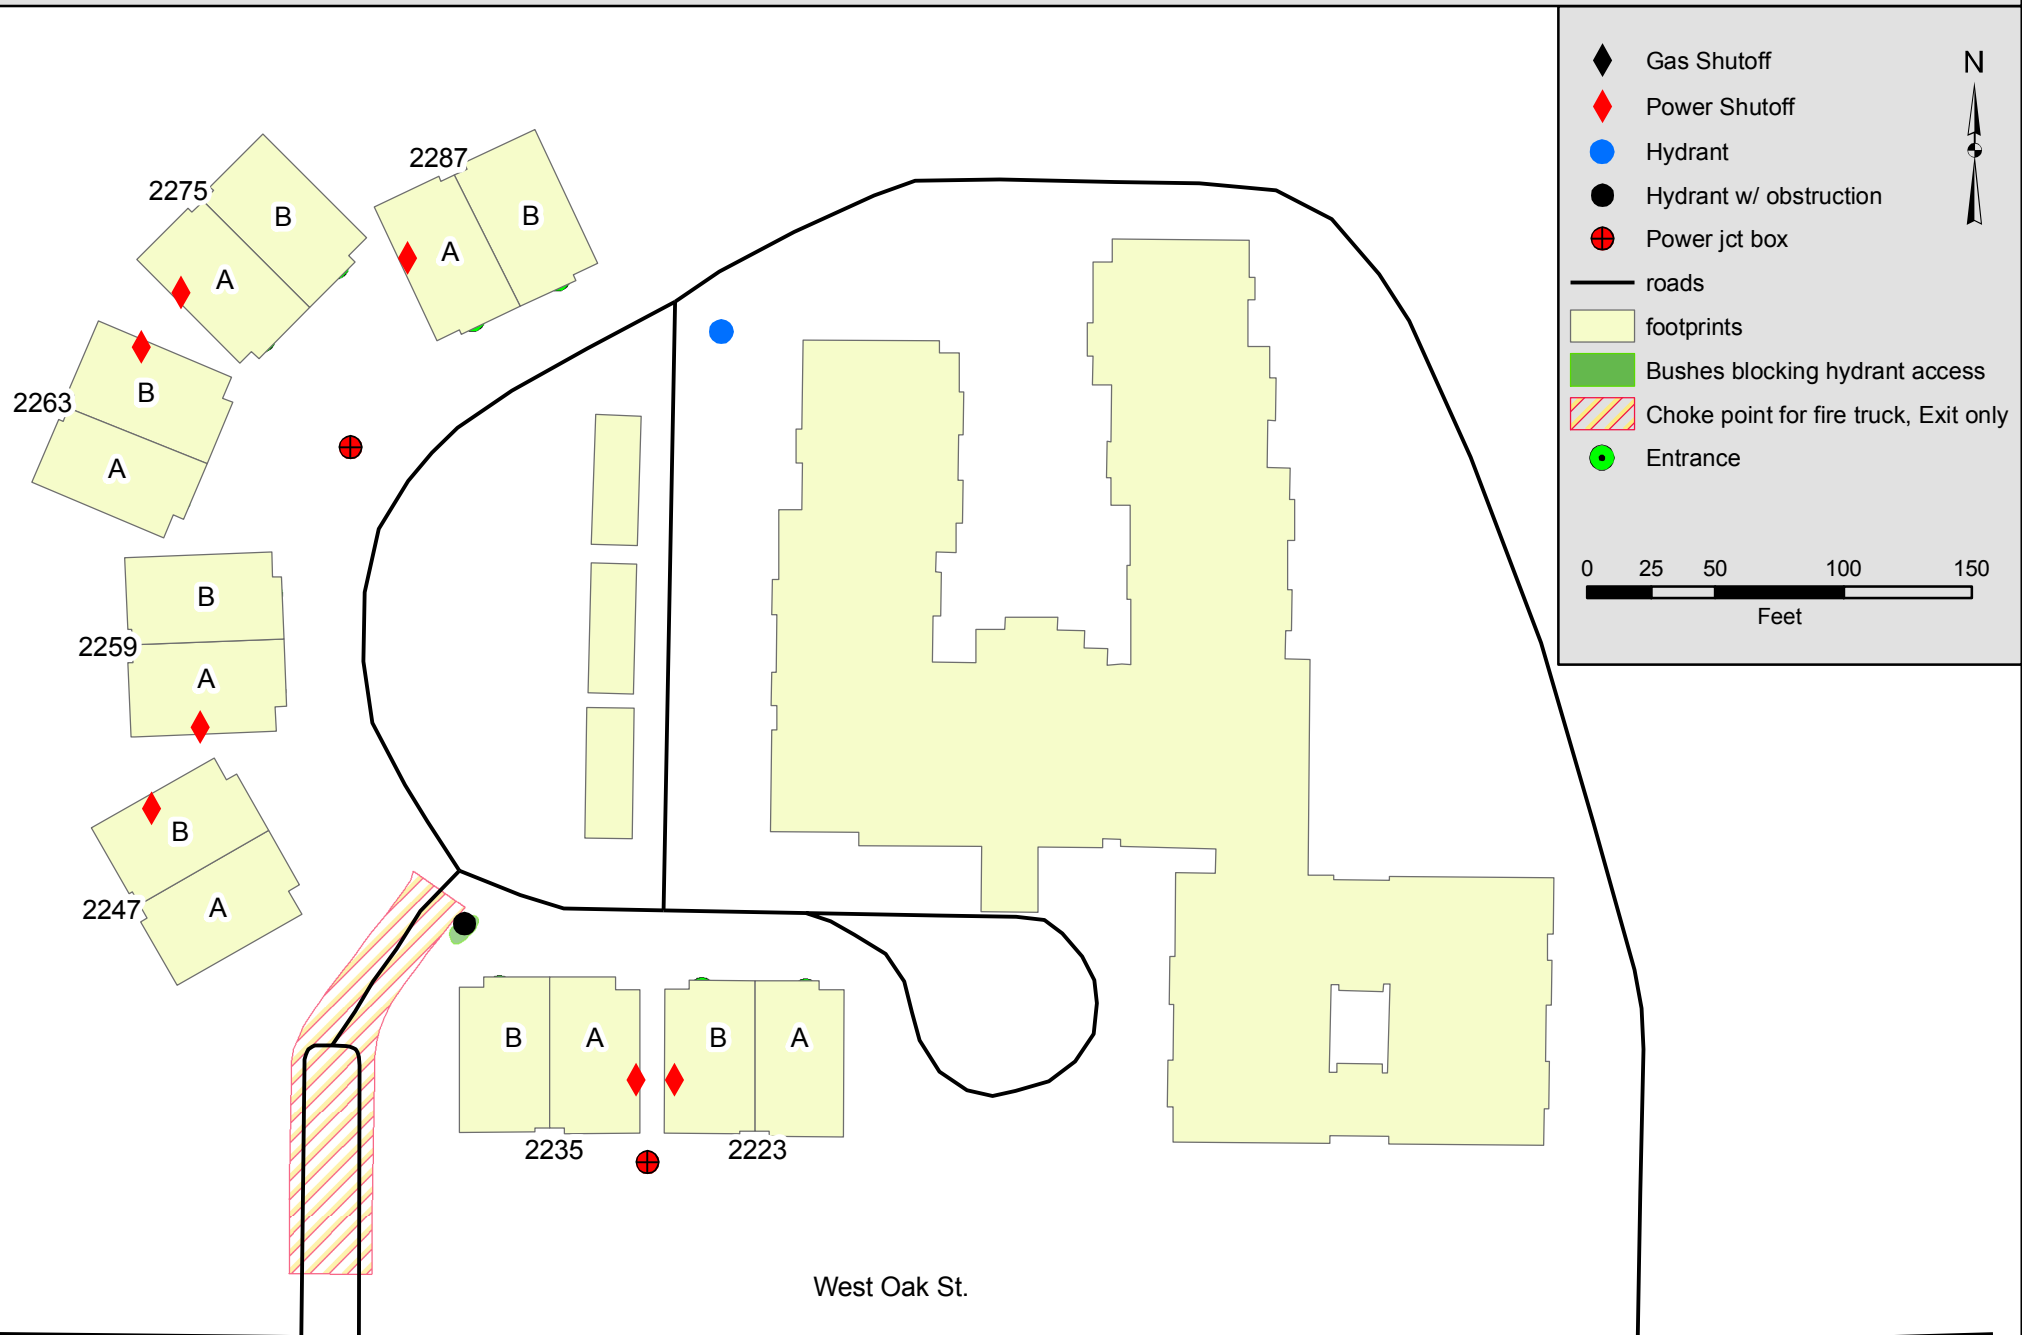 Gas Shutoff
N
Power Shutoff
Hydrant
Hydrant w/ obstruction
Power jct box
roads
footprints
Bushes blocking hydrant access
Choke point for fire truck, Exit only
Entrance
0 25 50 100 150
Feet
2287
2275
B
B
A
A
2263
B
A
B
2259
A
B
2247
A
B A B A
2235 2223
West Oak St.